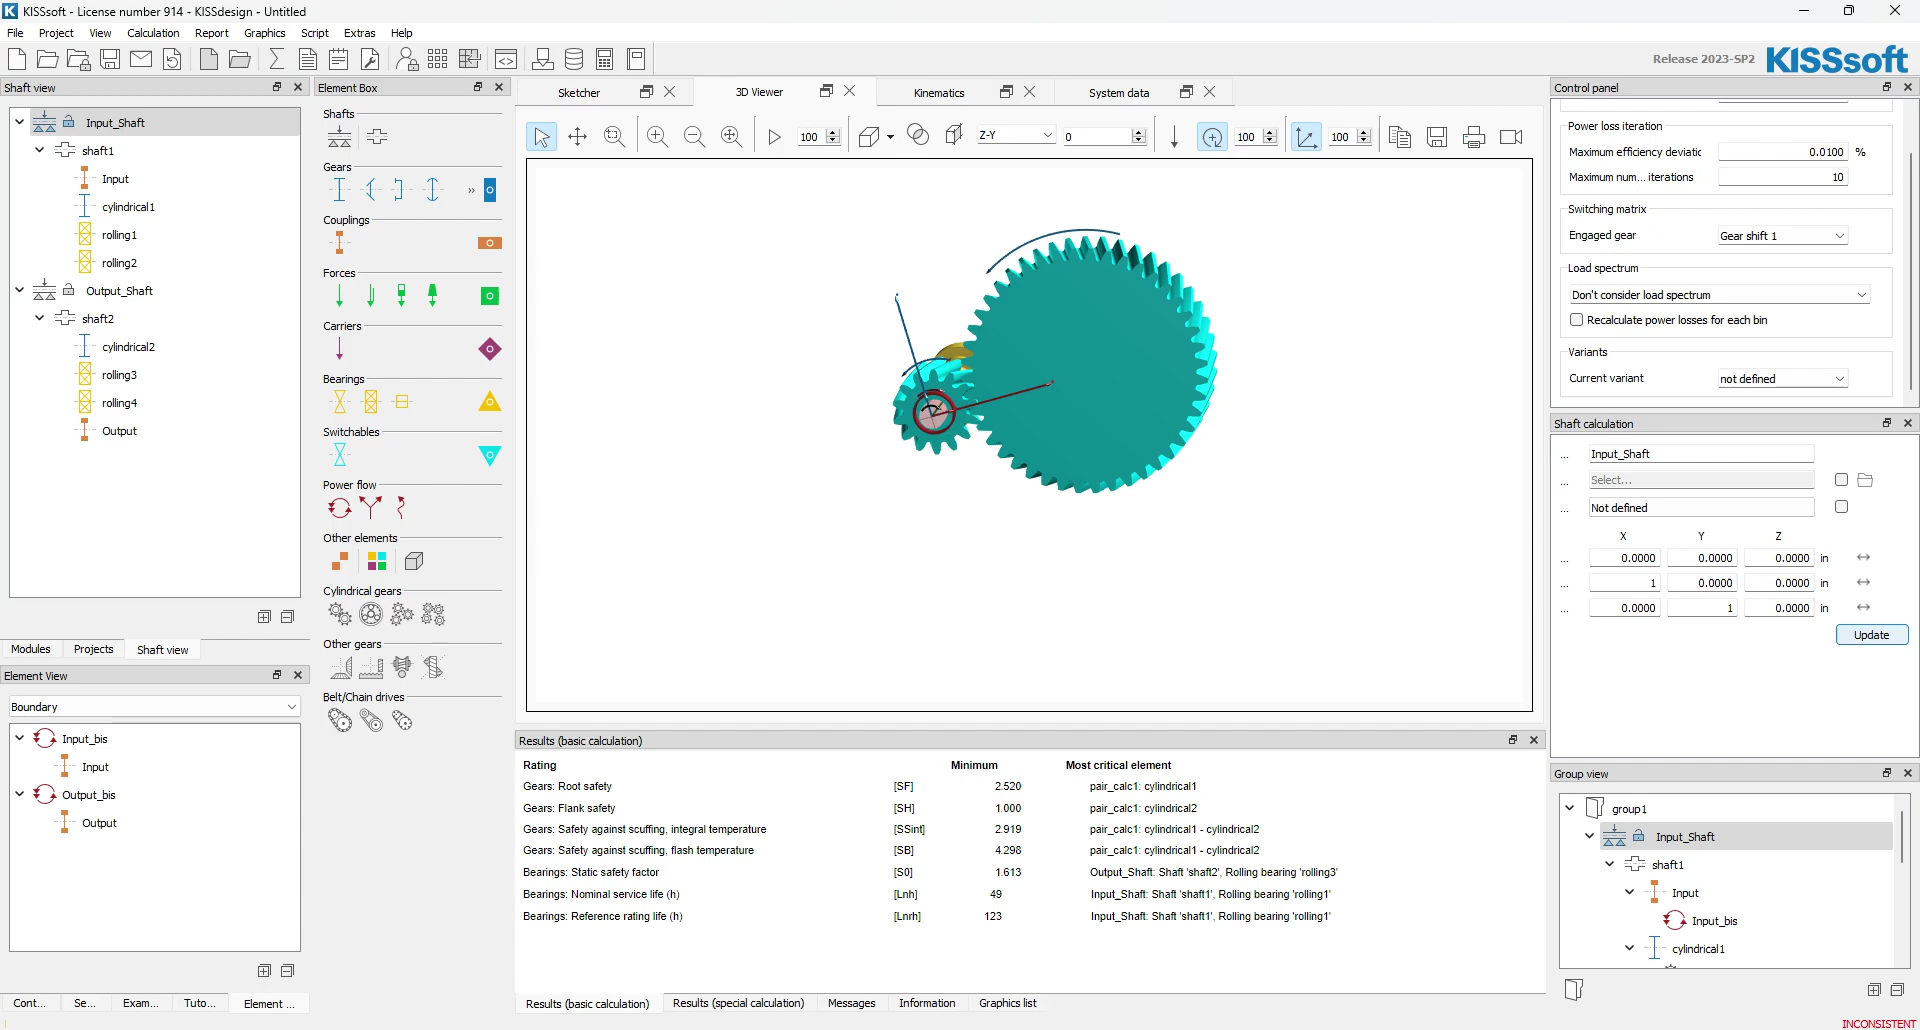 KISSsoft - License number 914 - KISSdesign - Untitled
File Project View Calculation Report Graphics Script Extras Help
Release 2023-SP2 KISSsoft
Shaft view
Input_Shaft
shaft1
Input
cylindrical1
rolling1
rolling2
Output_Shaft
shaft2
cylindrical2
rolling3
rolling4
Output
Modules Projects Shaft view
Element View
Boundary
Input_bis
Input
Output_bis
Output
Cont... Se... Exam... Tuto... Element ...
Element Box
Shafts
Gears
»
Couplings
Forces
Carriers
Bearings
Switchables
Power flow
Other elements
Cylindrical gears
Other gears
Belt/Chain drives
Sketcher 3D Viewer Kinematics System data
100 Z-Y 0 100 100
Results (basic calculation)
Rating Minimum Most critical element
Gears: Root safety [SF] 2.520 pair_calc1: cylindrical1
Gears: Flank safety [SH] 1.000 pair_calc1: cylindrical2
Gears: Safety against scuffing, integral temperature [SSint] 2.919 pair_calc1: cylindrical1 - cylindrical2
Gears: Safety against scuffing, flash temperature [SB] 4.298 pair_calc1: cylindrical1 - cylindrical2
Bearings: Static safety factor [S0] 1.613 Output_Shaft: Shaft 'shaft2', Rolling bearing 'rolling3'
Bearings: Nominal service life (h) [Lnh] 49 Input_Shaft: Shaft 'shaft1', Rolling bearing 'rolling1'
Bearings: Reference rating life (h) [Lnrh] 123 Input_Shaft: Shaft 'shaft1', Rolling bearing 'rolling1'
Results (basic calculation) Results (special calculation) Messages Information Graphics list
Control panel
Power loss iteration
Maximum efficiency deviatic 0.0100 %
Maximum num... iterations 10
Switching matrix
Engaged gear Gear shift 1
Load spectrum
Don't consider load spectrum
Recalculate power losses for each bin
Variants
Current variant not defined
Shaft calculation
... Input_Shaft
... Select...
... Not defined
X Y Z
... 0.0000 0.0000 0.0000 in
... 1 0.0000 0.0000 in
... 0.0000 1 0.0000 in
Update
Group view
group1
Input_Shaft
shaft1
Input
Input_bis
cylindrical1
INCONSISTENT